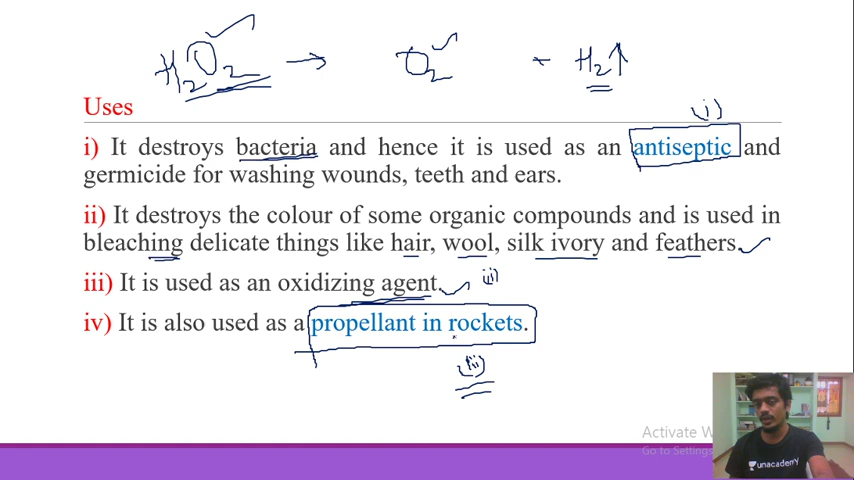 H₂O₂ → O₂ + H₂↑
Uses
(i)
i) It destroys bacteria and hence it is used as an antiseptic and
germicide for washing wounds, teeth and ears.
ii) It destroys the colour of some organic compounds and is used in
bleaching delicate things like hair, wool, silk ivory and feathers.
iii) It is used as an oxidizing agent. (ii)
iv) It is also used as a propellant in rockets.
(iii)
Activate W
Go to Settings
unacademy